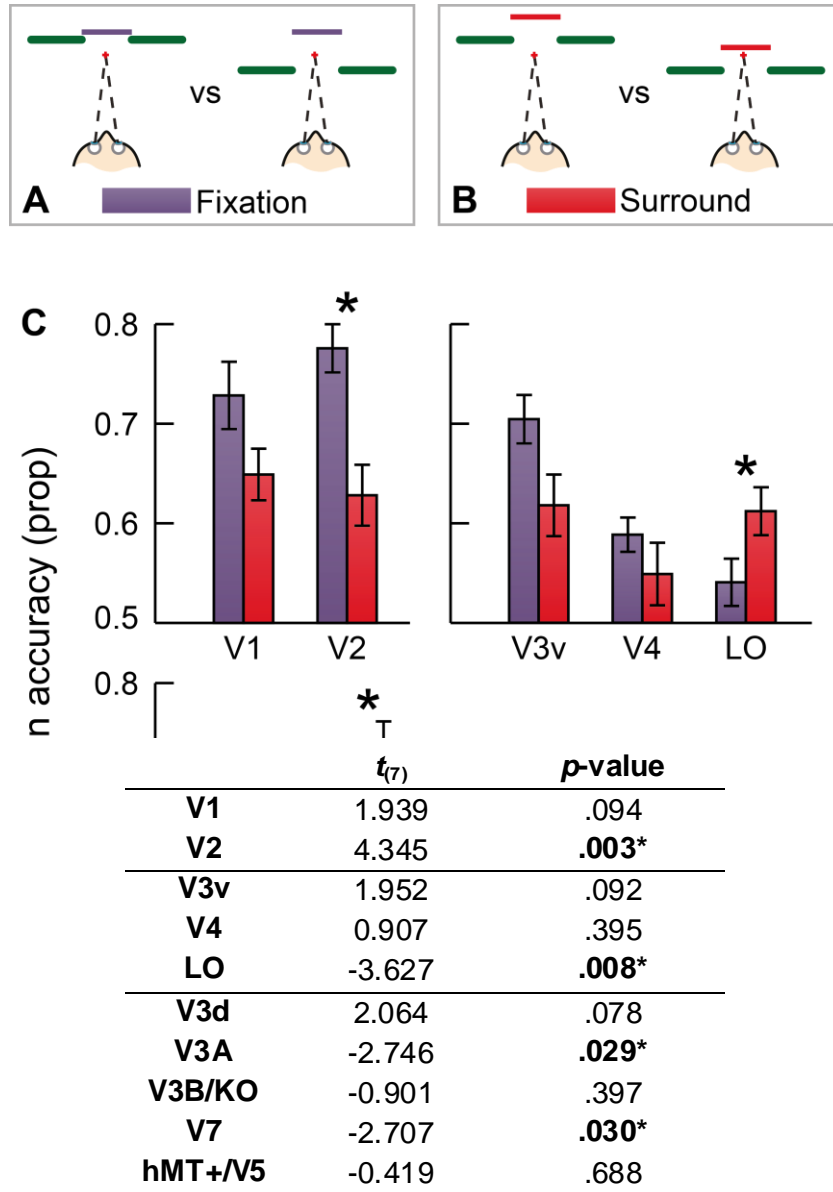 vs
A Fixation
vs
B Surround
C
n accuracy (prop)
0.8
0.7
0.6
0.5
*
V1 V2
*
V3v V4 LO
0.8
*
t(7) p-value
V1 1.939 .094
V2 4.345 .003*
V3v 1.952 .092
V4 0.907 .395
LO -3.627 .008*
V3d 2.064 .078
V3A -2.746 .029*
V3B/KO -0.901 .397
V7 -2.707 .030*
hMT+/V5 -0.419 .688